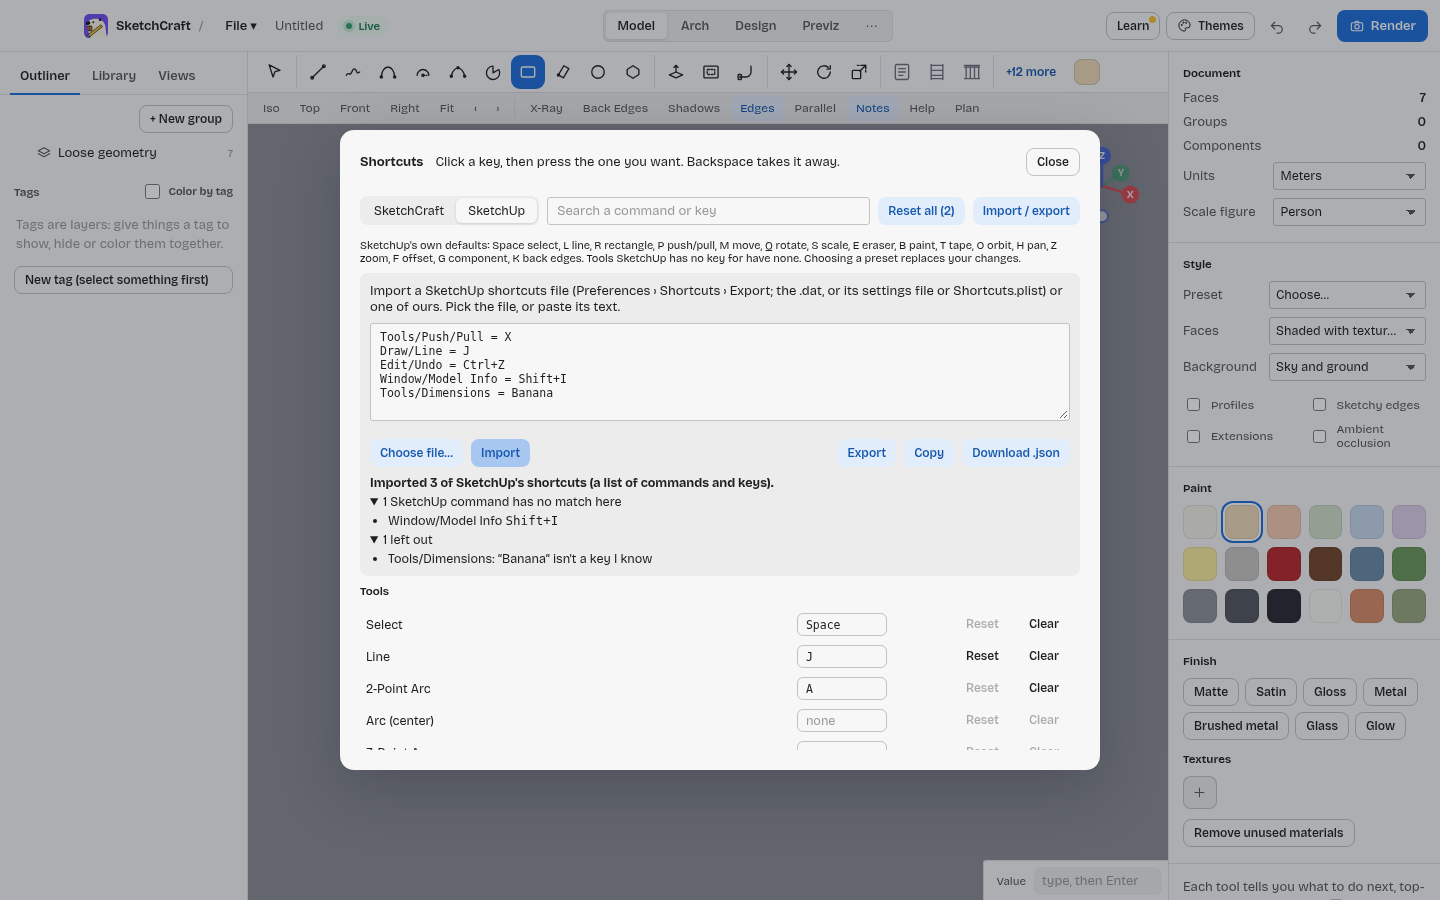 SketchCraft / File ▾ Untitled Live
Model Arch Design Previz ···
Learn Themes Render
Outliner Library Views
+ New group
Loose geometry 7
Tags Color by tag
Tags are layers: give things a tag to
show, hide or color them together.
New tag (select something first)
+12 more
Iso Top Front Right Fit ‹ › X-Ray Back Edges Shadows Edges Parallel Notes Help Plan
Z
Y
X
Shortcuts Click a key, then press the one you want. Backspace takes it away. Close
SketchCraft SketchUp Search a command or key Reset all (2) Import / export
SketchUp's own defaults: Space select, L line, R rectangle, P push/pull, M move, Q rotate, S scale, E eraser, B paint, T tape, O orbit, H pan, Z
zoom, F offset, G component, K back edges. Tools SketchUp has no key for have none. Choosing a preset replaces your changes.
Import a SketchUp shortcuts file (Preferences › Shortcuts › Export; the .dat, or its settings file or Shortcuts.plist) or
one of ours. Pick the file, or paste its text.
Tools/Push/Pull = X
Draw/Line = J
Edit/Undo = Ctrl+Z
Window/Model Info = Shift+I
Tools/Dimensions = Banana
Choose file... Import Export Copy Download .json
Imported 3 of SketchUp's shortcuts (a list of commands and keys).
▼ 1 SketchUp command has no match here
• Window/Model Info Shift+I
▼ 1 left out
• Tools/Dimensions: “Banana” isn't a key I know
Tools
Select Space Reset Clear
Line J Reset Clear
2-Point Arc A Reset Clear
Arc (center) none Reset Clear
Value type, then Enter
Document
Faces 7
Groups 0
Components 0
Units Meters
Scale figure Person
Style
Preset Choose...
Faces Shaded with textur...
Background Sky and ground
Profiles Sketchy edges
Extensions Ambient
occlusion
Paint
Finish
Matte Satin Gloss Metal
Brushed metal Glass Glow
Textures
+
Remove unused materials
Each tool tells you what to do next, top-